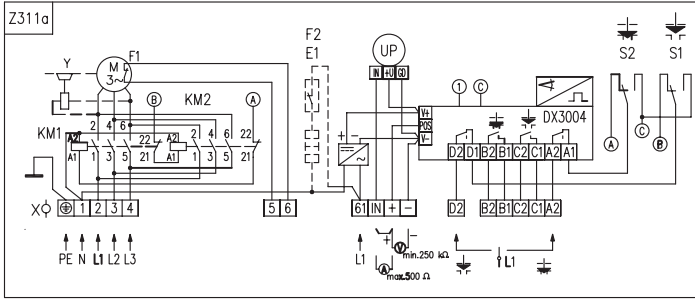 Z311a
F2
E1
S2 S1
Y
M
3~
F1
UP
IN +U GD
1 C
DX3004
B
KM2
A
V+
POS
V-
KM1
A2 2 4 6 22 A2 2 4 6 22
A1 1 3 5 21 A1 1 3 5 21
+ -
~
D2 D1 B2 B1 C2 C1 A2 A1
A C B
X 1 2 3 4 5 6 61 IN + - D2 B2 B1 C2 C1 A2
PE N L1 L2 L3 L1
+ -
V
min.250 kΩ
A
max.500 Ω
L1